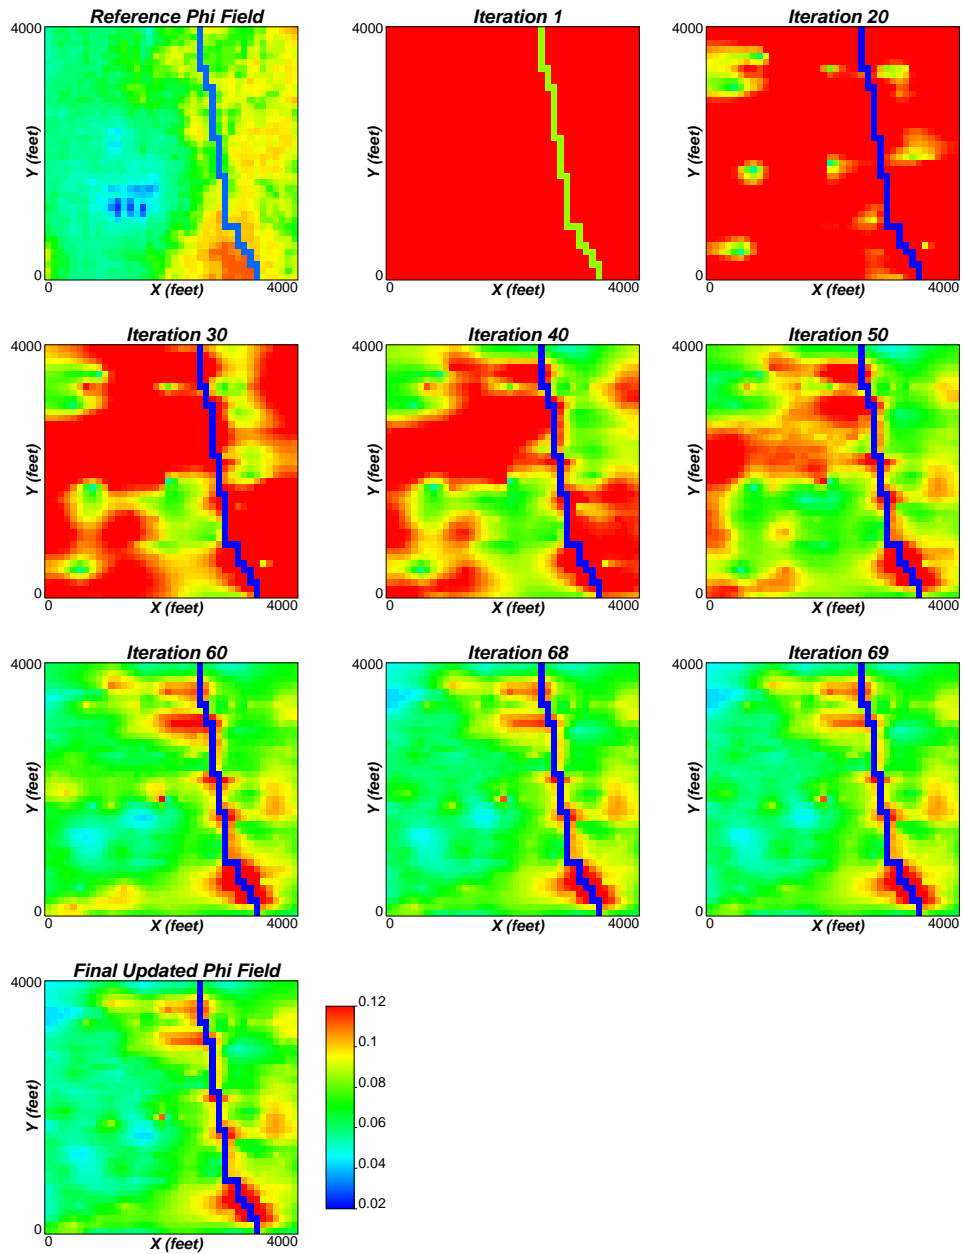 Reference Phi Field
Iteration 1
Iteration 20
4000
4000
4000
Y (feet)
Y (feet)
Y (feet)
0
0
0
0
4000
0
4000
0
4000
X (feet)
X (feet)
X (feet)
Iteration 30
Iteration 40
Iteration 50
4000
4000
4000
Y (feet)
Y (feet)
Y (feet)
0
0
0
0
4000
0
4000
0
4000
X (feet)
X (feet)
X (feet)
Iteration 60
Iteration 68
Iteration 69
4000
4000
4000
Y (feet)
Y (feet)
Y (feet)
0
0
0
0
4000
0
4000
0
4000
X (feet)
X (feet)
X (feet)
Final Updated Phi Field
4000
Y (feet)
0
0
4000
X (feet)
0.12
0.1
0.08
0.06
0.04
0.02